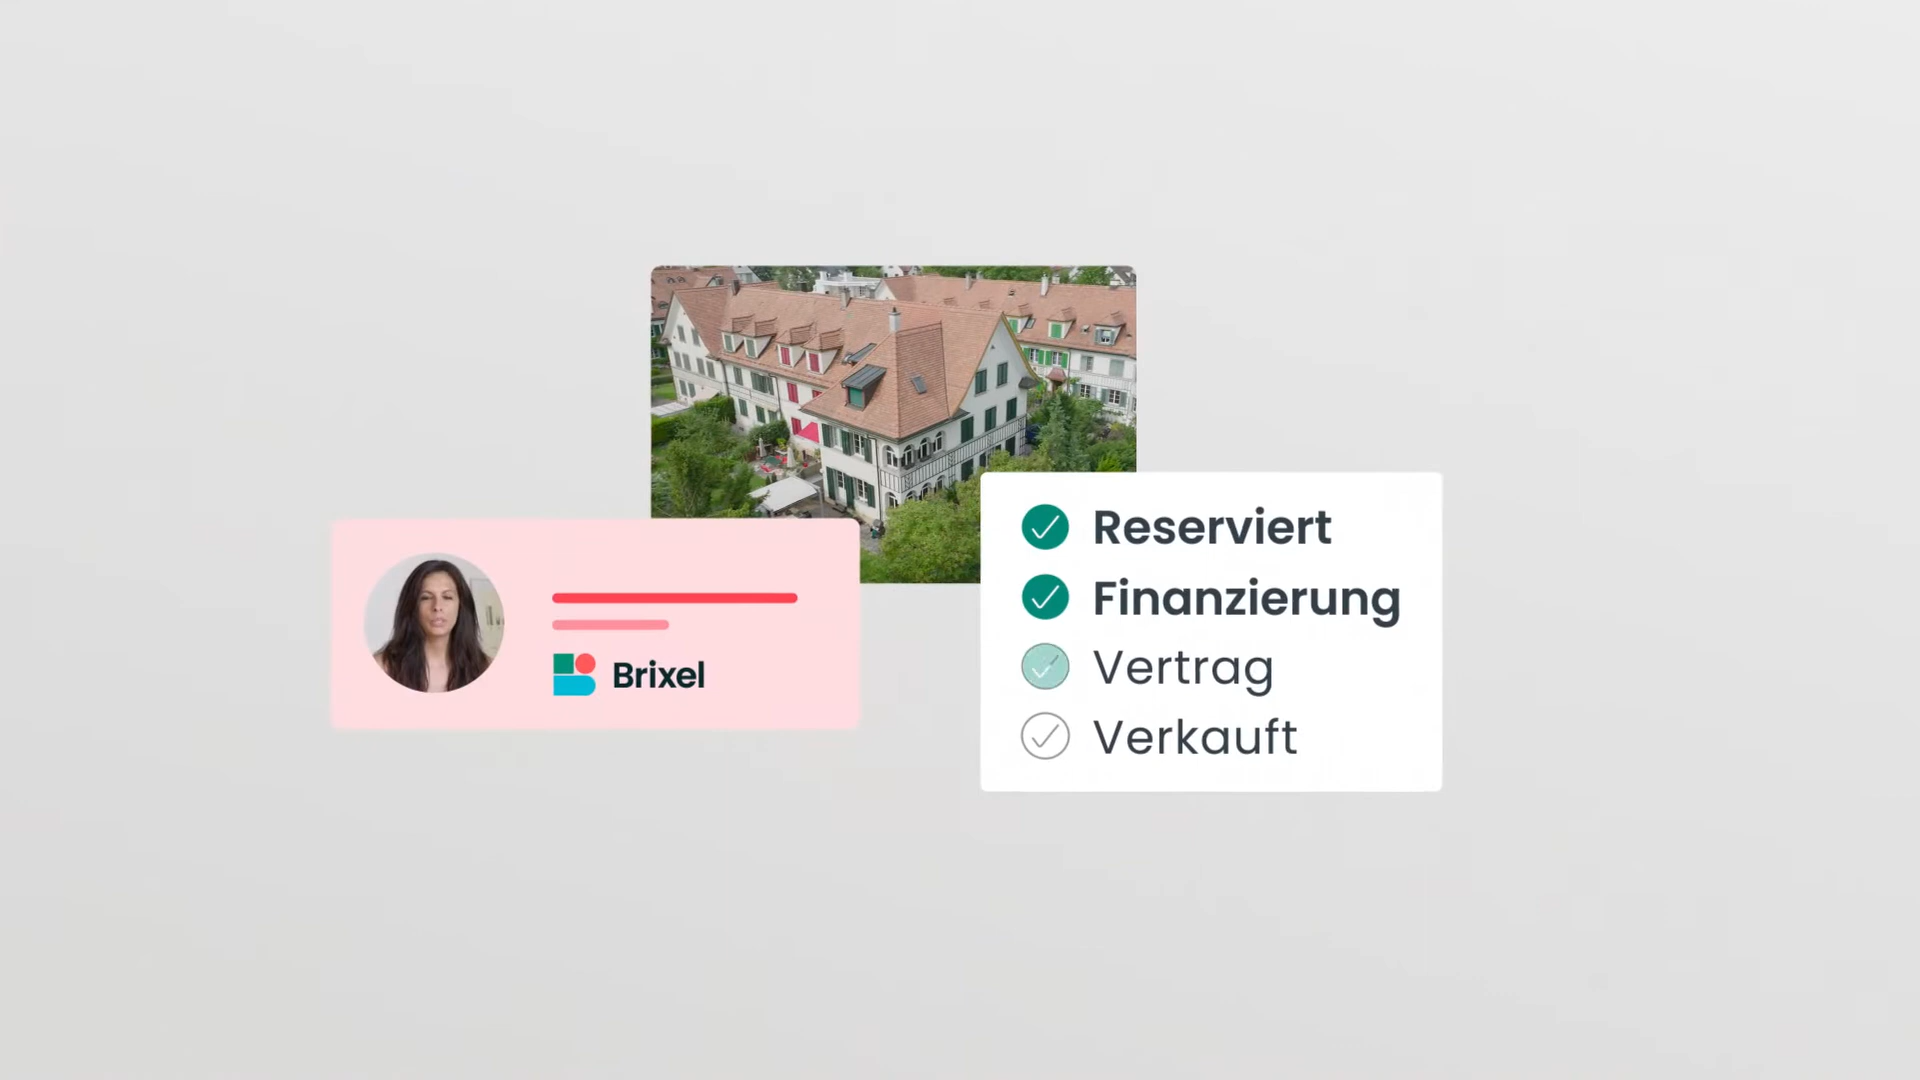 Reserviert
Finanzierung
Vertrag
Verkauft
Brixel